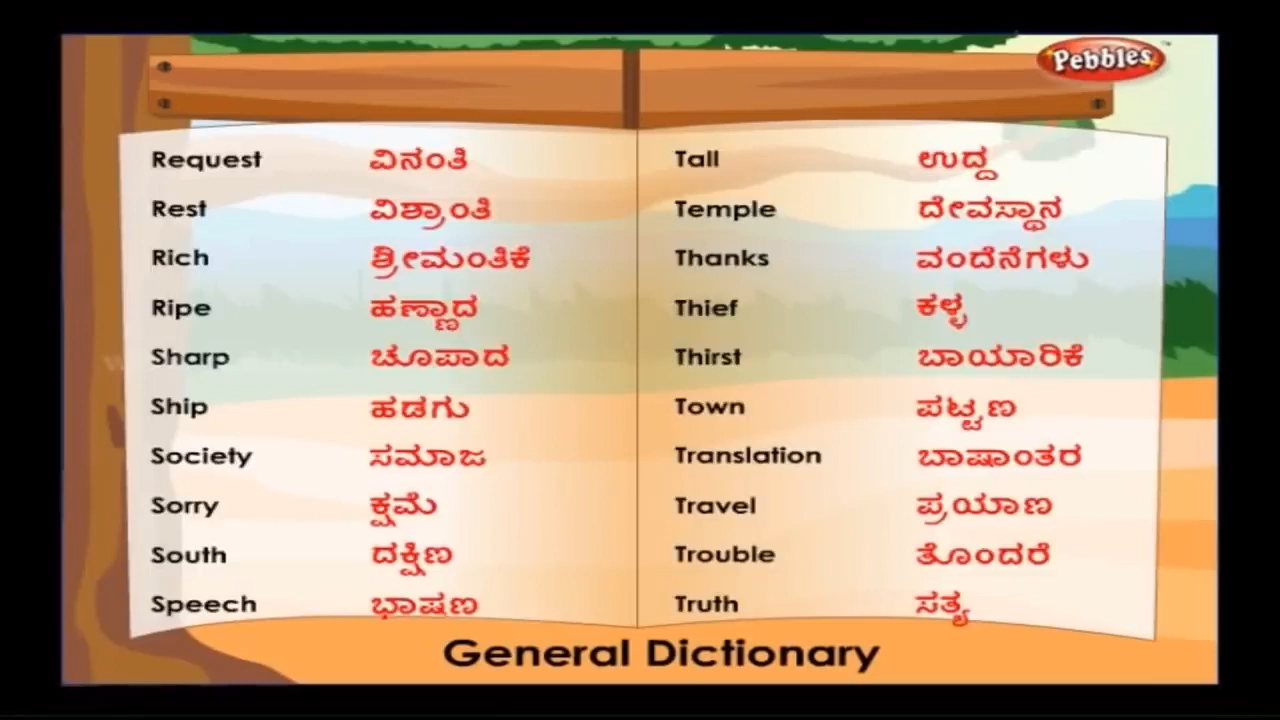 Pebbles™
Request ವಿನಂತಿ
Rest ವಿಶ್ರಾಂತಿ
Rich ಶ್ರೀಮಂತಿಕೆ
Ripe ಹಣ್ಣಾದ
Sharp ಚೂಪಾದ
Ship ಹಡಗು
Society ಸಮಾಜ
Sorry ಕ್ಷಮೆ
South ದಕ್ಷಿಣ
Speech ಭಾಷಣ
Tall ಉದ್ದ
Temple ದೇವಸ್ಥಾನ
Thanks ವಂದೆನೆಗಳು
Thief ಕಳ್ಳ
Thirst ಬಾಯಾರಿಕೆ
Town ಪಟ್ಟಣ
Translation ಬಾಷಾಂತರ
Travel ಪ್ರಯಾಣ
Trouble ತೊಂದರೆ
Truth ಸತ್ಯ
General Dictionary